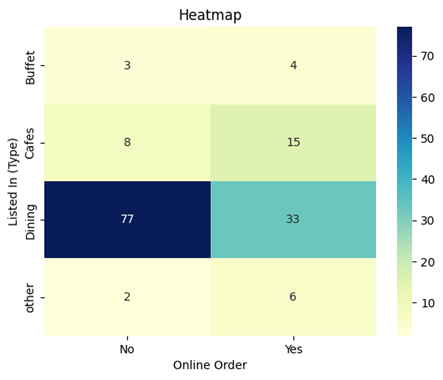 Heatmap
Buffet
Cafes
Dining
other
Listed In (Type)
3 4
8 15
77 33
2 6
No Yes
Online Order
70
60
50
40
30
20
10